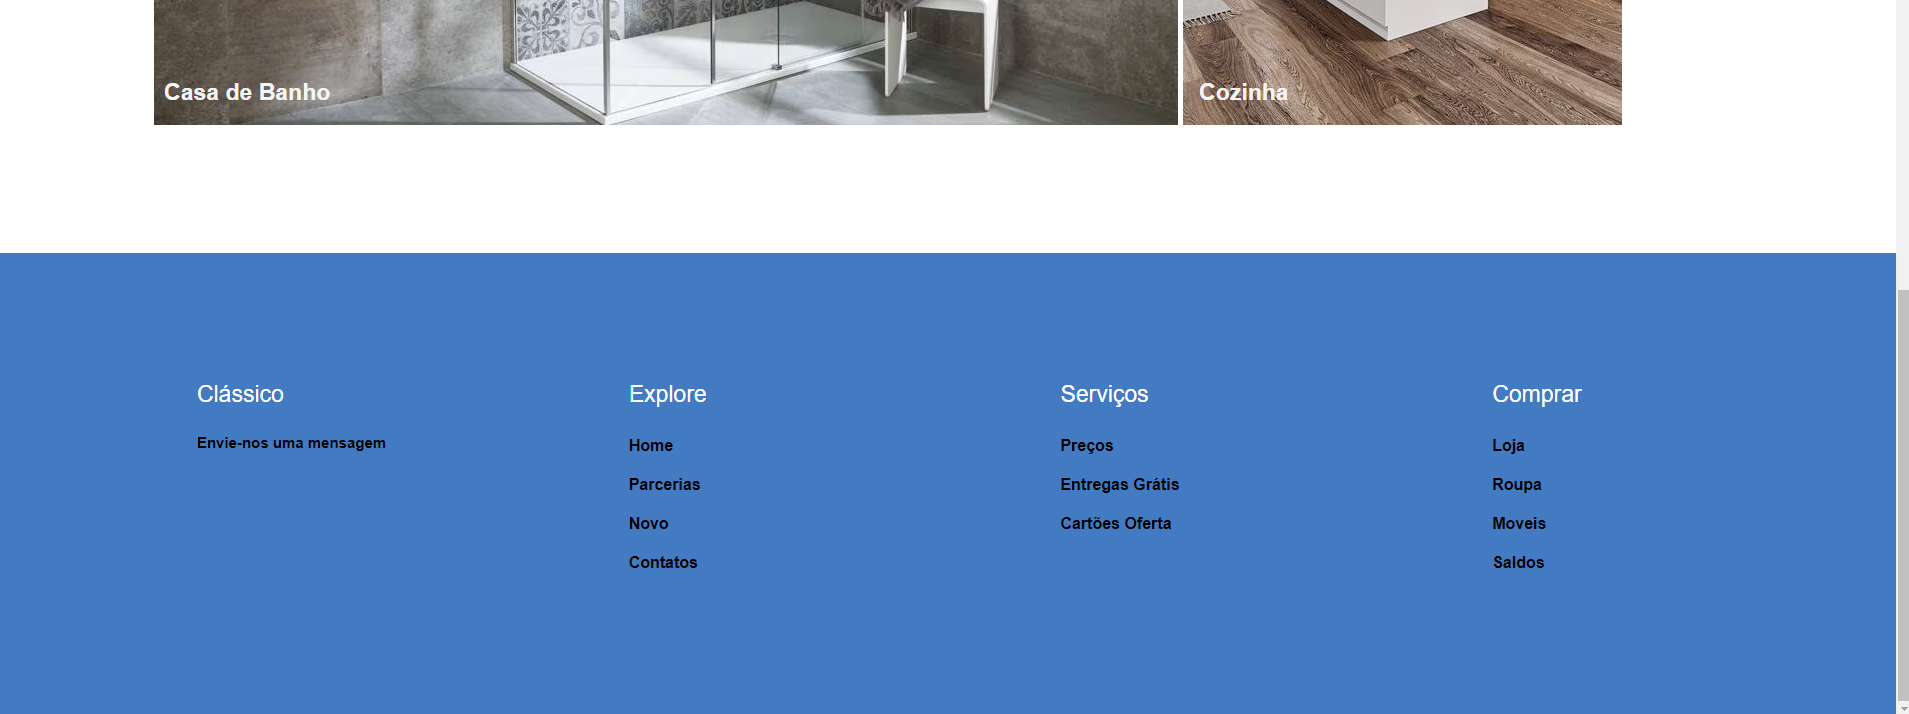 Casa de Banho
Cozinha
Clássico
Envie-nos uma mensagem
Explore
Home
Parcerias
Novo
Contatos
Serviços
Preços
Entregas Grátis
Cartões Oferta
Comprar
Loja
Roupa
Moveis
Saldos